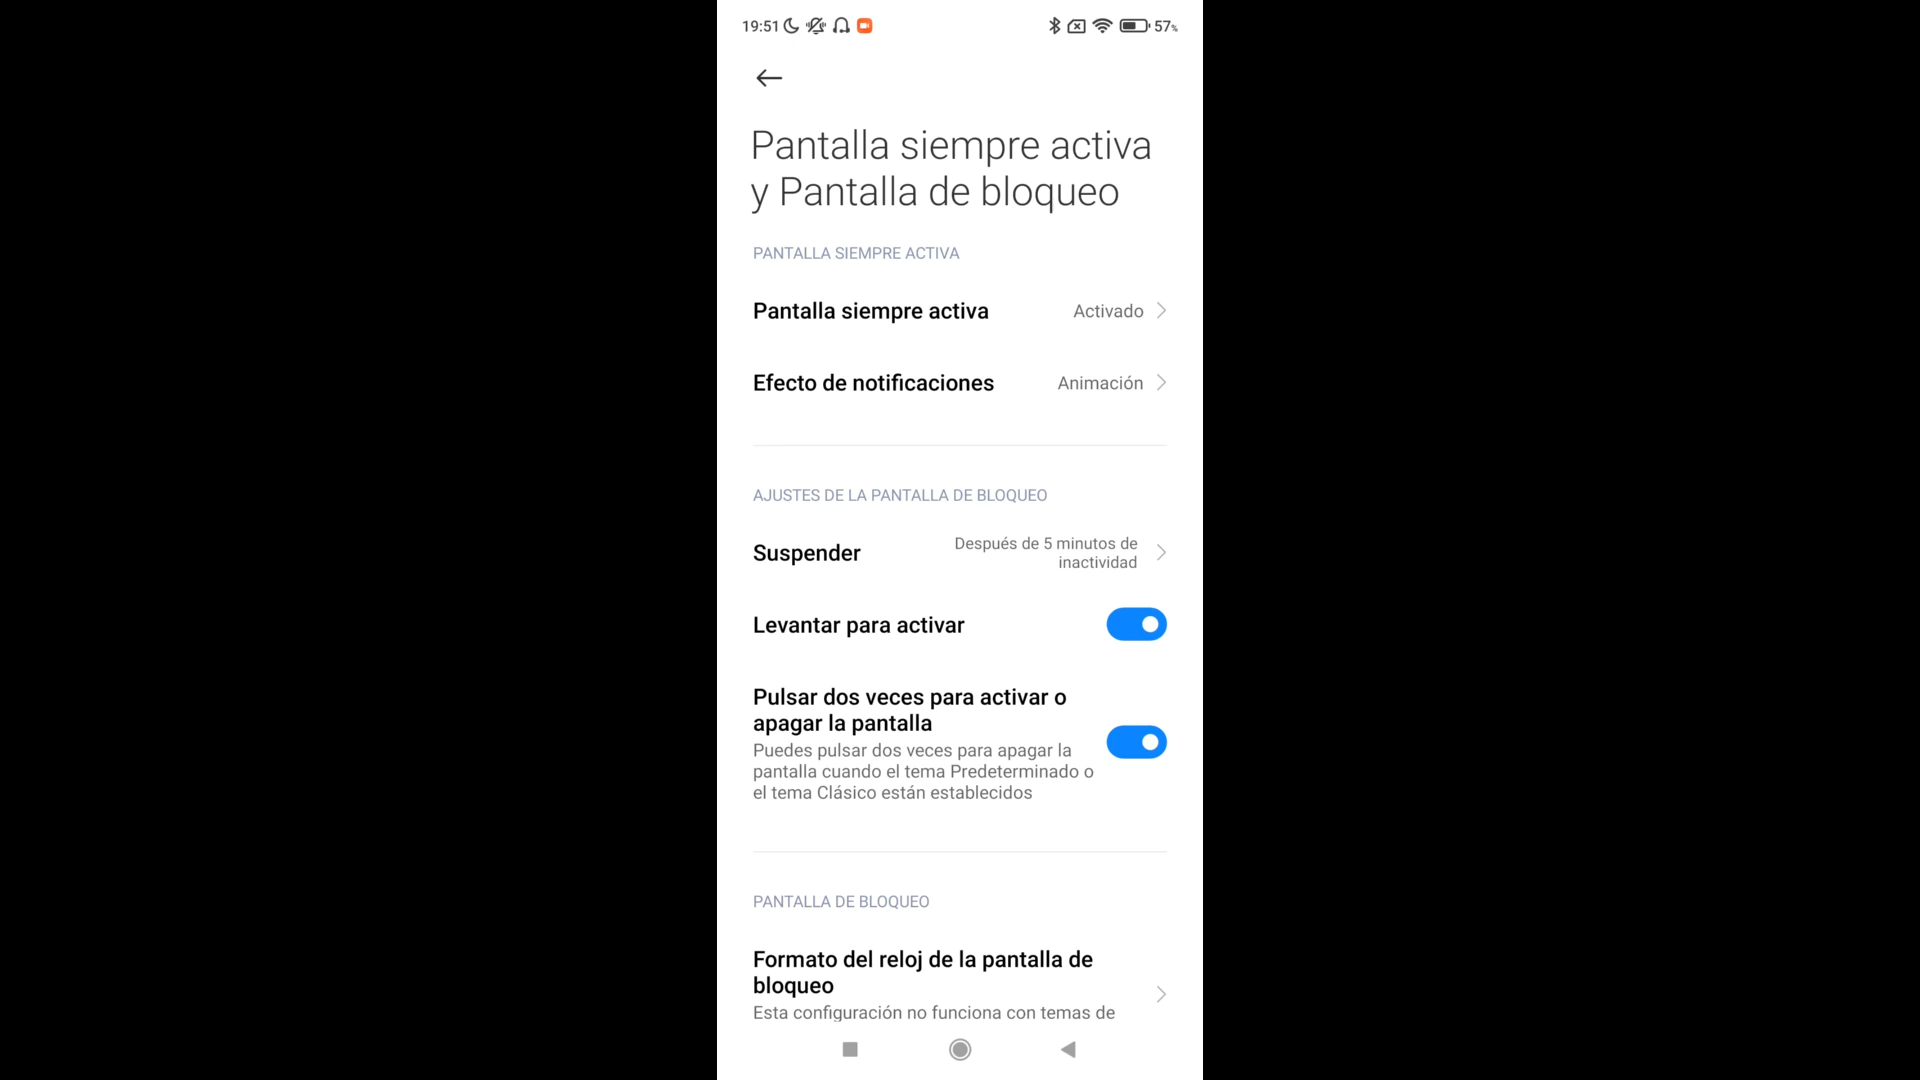 19:51 57%
Pantalla siempre activa
y Pantalla de bloqueo
PANTALLA SIEMPRE ACTIVA
Pantalla siempre activa Activado
Efecto de notificaciones Animación
AJUSTES DE LA PANTALLA DE BLOQUEO
Suspender Después de 5 minutos de
inactividad
Levantar para activar
Pulsar dos veces para activar o
apagar la pantalla
Puedes pulsar dos veces para apagar la
pantalla cuando el tema Predeterminado o
el tema Clásico están establecidos
PANTALLA DE BLOQUEO
Formato del reloj de la pantalla de
bloqueo
Esta configuración no funciona con temas de